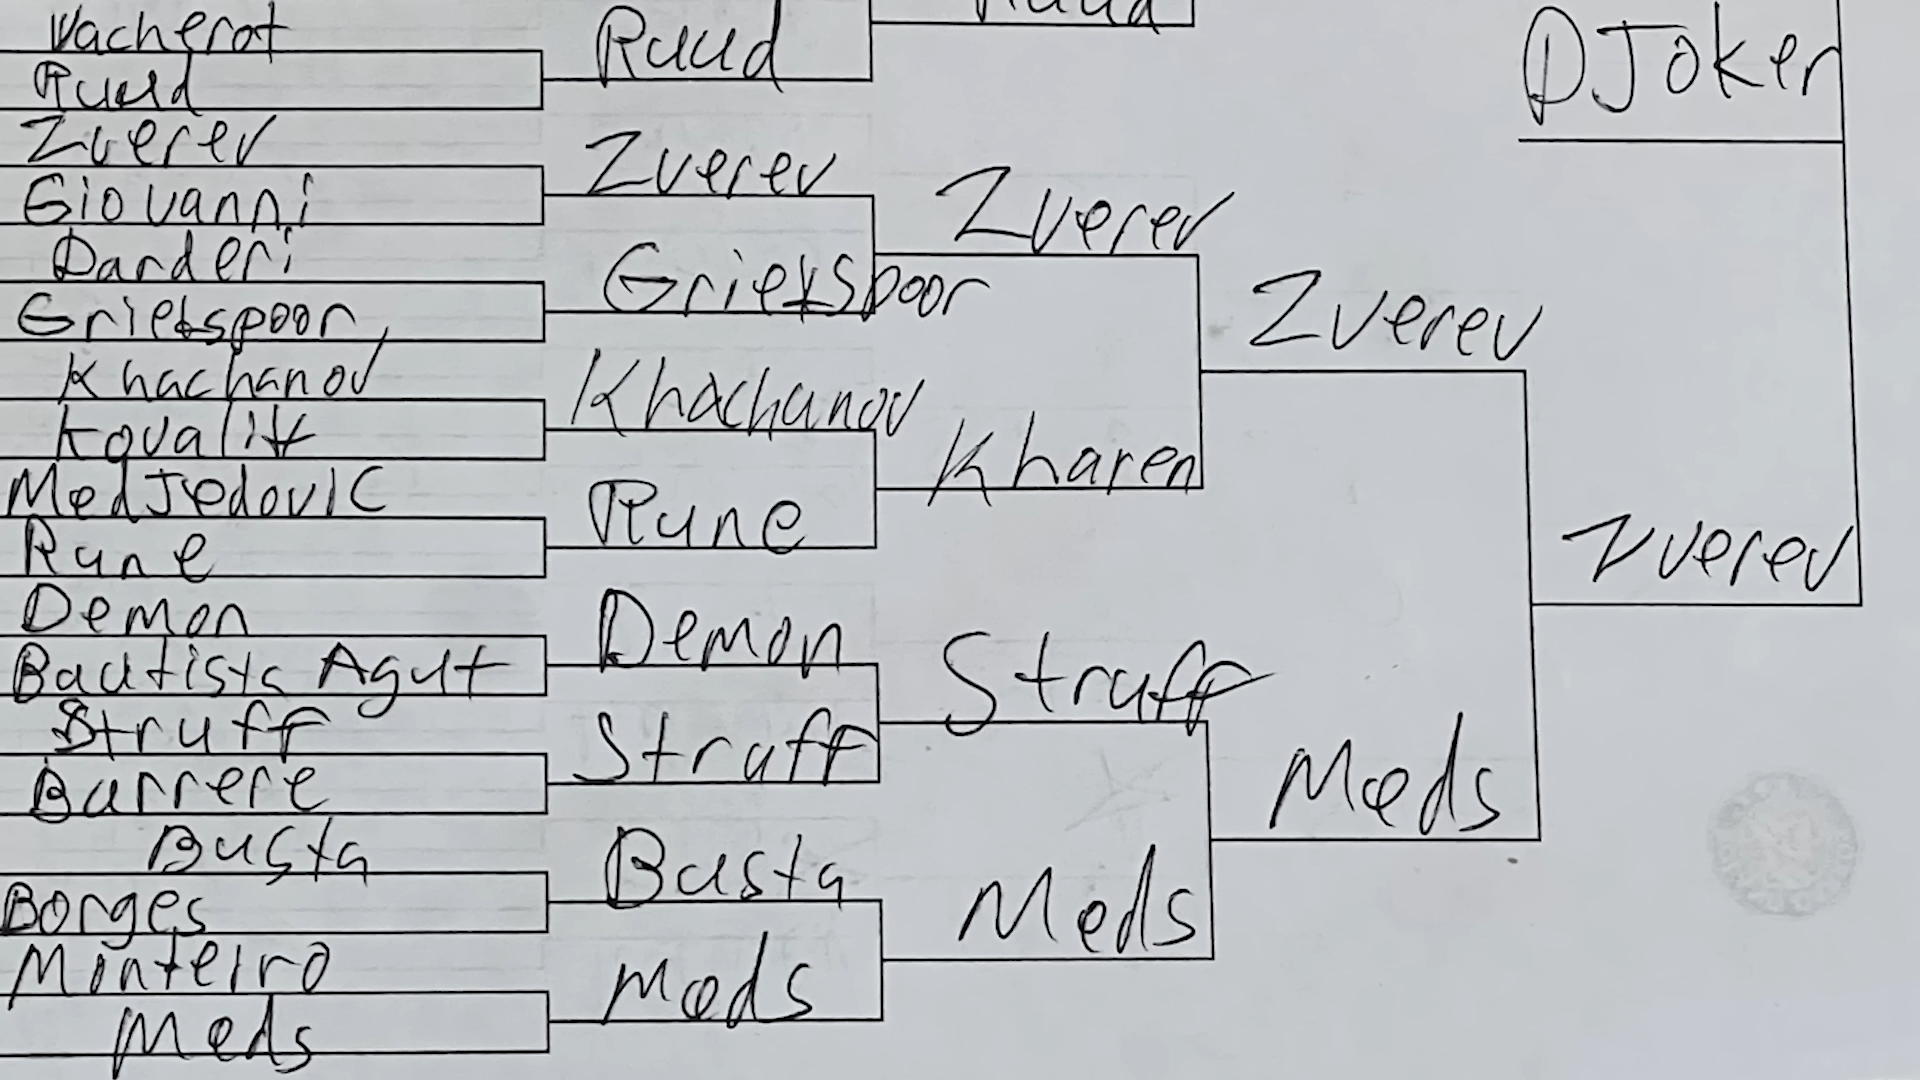 Vacherot
Ruud
Zverev
Giovanni
Darderi
Griekspoor
Khachanov
Kovalik
MedJedovic
Rune
Demon
Bautista Agut
Struff
Barrere
Busta
Borges
Monteiro
Meds
Ruud
Zverev
Griekspoor
Khachanov
Rune
Demon
Struff
Busta
Meds
Ruud
Zverev
Kharen
Struff
Meds
Zverev
Meds
DJoker
Zverev